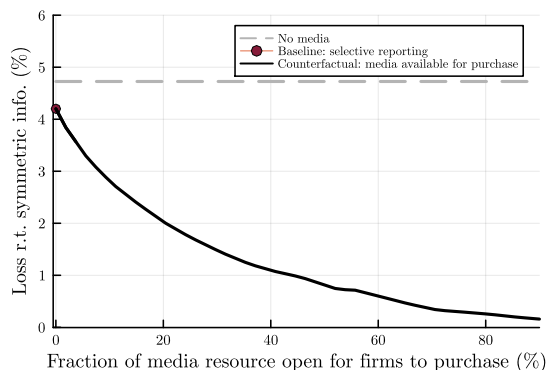 6
5
4
3
2
1
0
Loss r.t. symmetric info. (%)
No media
Baseline: selective reporting
Counterfactual: media available for purchase
0 20 40 60 80
Fraction of media resource open for firms to purchase (%)